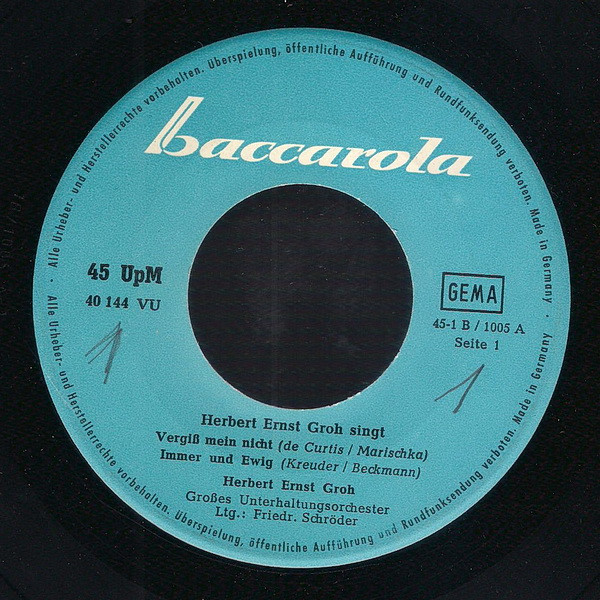 · Alle Urheber- und Herstellerrechte vorbehalten. Überspielung, öffentliche Aufführung und Rundfunksendung verboten. Made in Germany ·
baccarola
45 UpM
40 144 VU
GEMA
45-1 B / 1005 A
Seite 1
1
1
Herbert Ernst Groh singt
Vergiß mein nicht (de Curtis / Marischka)
Immer und Ewig (Kreuder / Beckmann)
Herbert Ernst Groh
Großes Unterhaltungsorchester
Ltg.: Friedr. Schröder
Alle Urheber- und Herstellerrechte vorbehalten. Überspielung, öffentliche Aufführung und Rundfunksendung verboten. Made in Germany ·